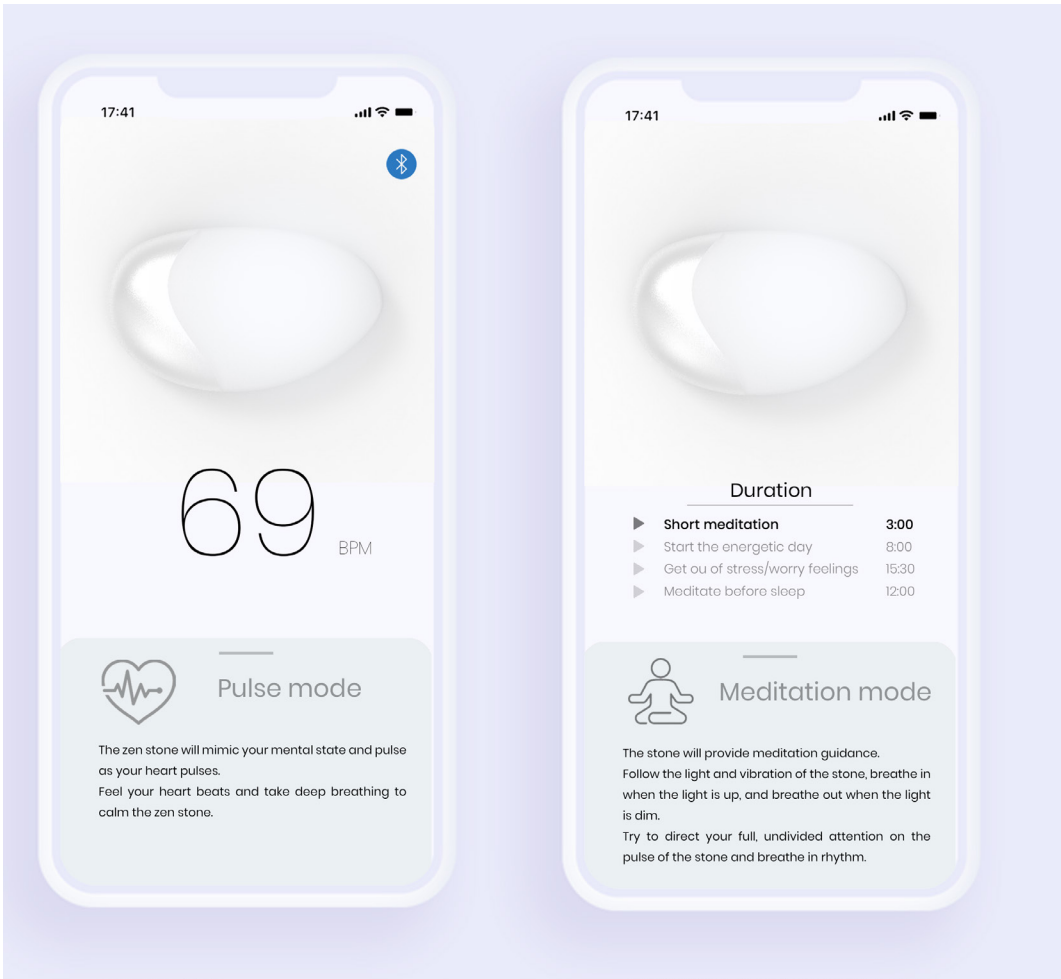 17:41
69 BPM
Pulse mode
The zen stone will mimic your mental state and pulse
as your heart pulses.
Feel your heart beats and take deep breathing to
calm the zen stone.
17:41
Duration
Short meditation 3:00
Start the energetic day 8:00
Get ou of stress/worry feelings 15:30
Meditate before sleep 12:00
Meditation mode
The stone will provide meditation guidance.
Follow the light and vibration of the stone, breathe in
when the light is up, and breathe out when the light
is dim.
Try to direct your full, undivided attention on the
pulse of the stone and breathe in rhythm.